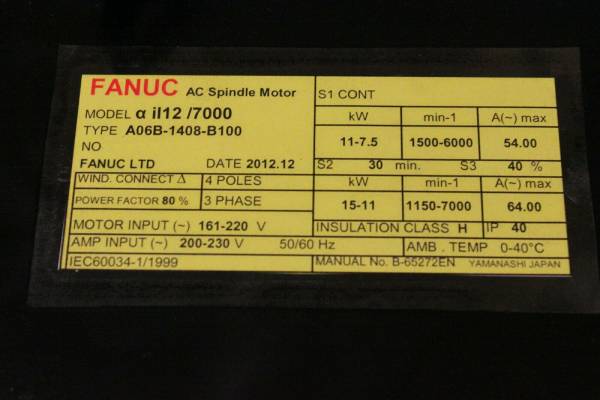 FANUC AC Spindle Motor
MODEL α iI12 /7000
TYPE A06B-1408-B100
NO
FANUC LTD DATE 2012.12
WIND. CONNECT Δ 4 POLES
POWER FACTOR 80 % 3 PHASE
MOTOR INPUT (~) 161-220 V
AMP INPUT (~) 200-230 V 50/60 Hz
IEC60034-1/1999
S1 CONT
kW min-1 A(~) max
11-7.5 1500-6000 54.00
S2 30 min. S3 40 %
kW min-1 A(~) max
15-11 1150-7000 64.00
INSULATION CLASS H IP 40
AMB . TEMP 0-40°C
MANUAL No. B-65272EN YAMANASHI JAPAN